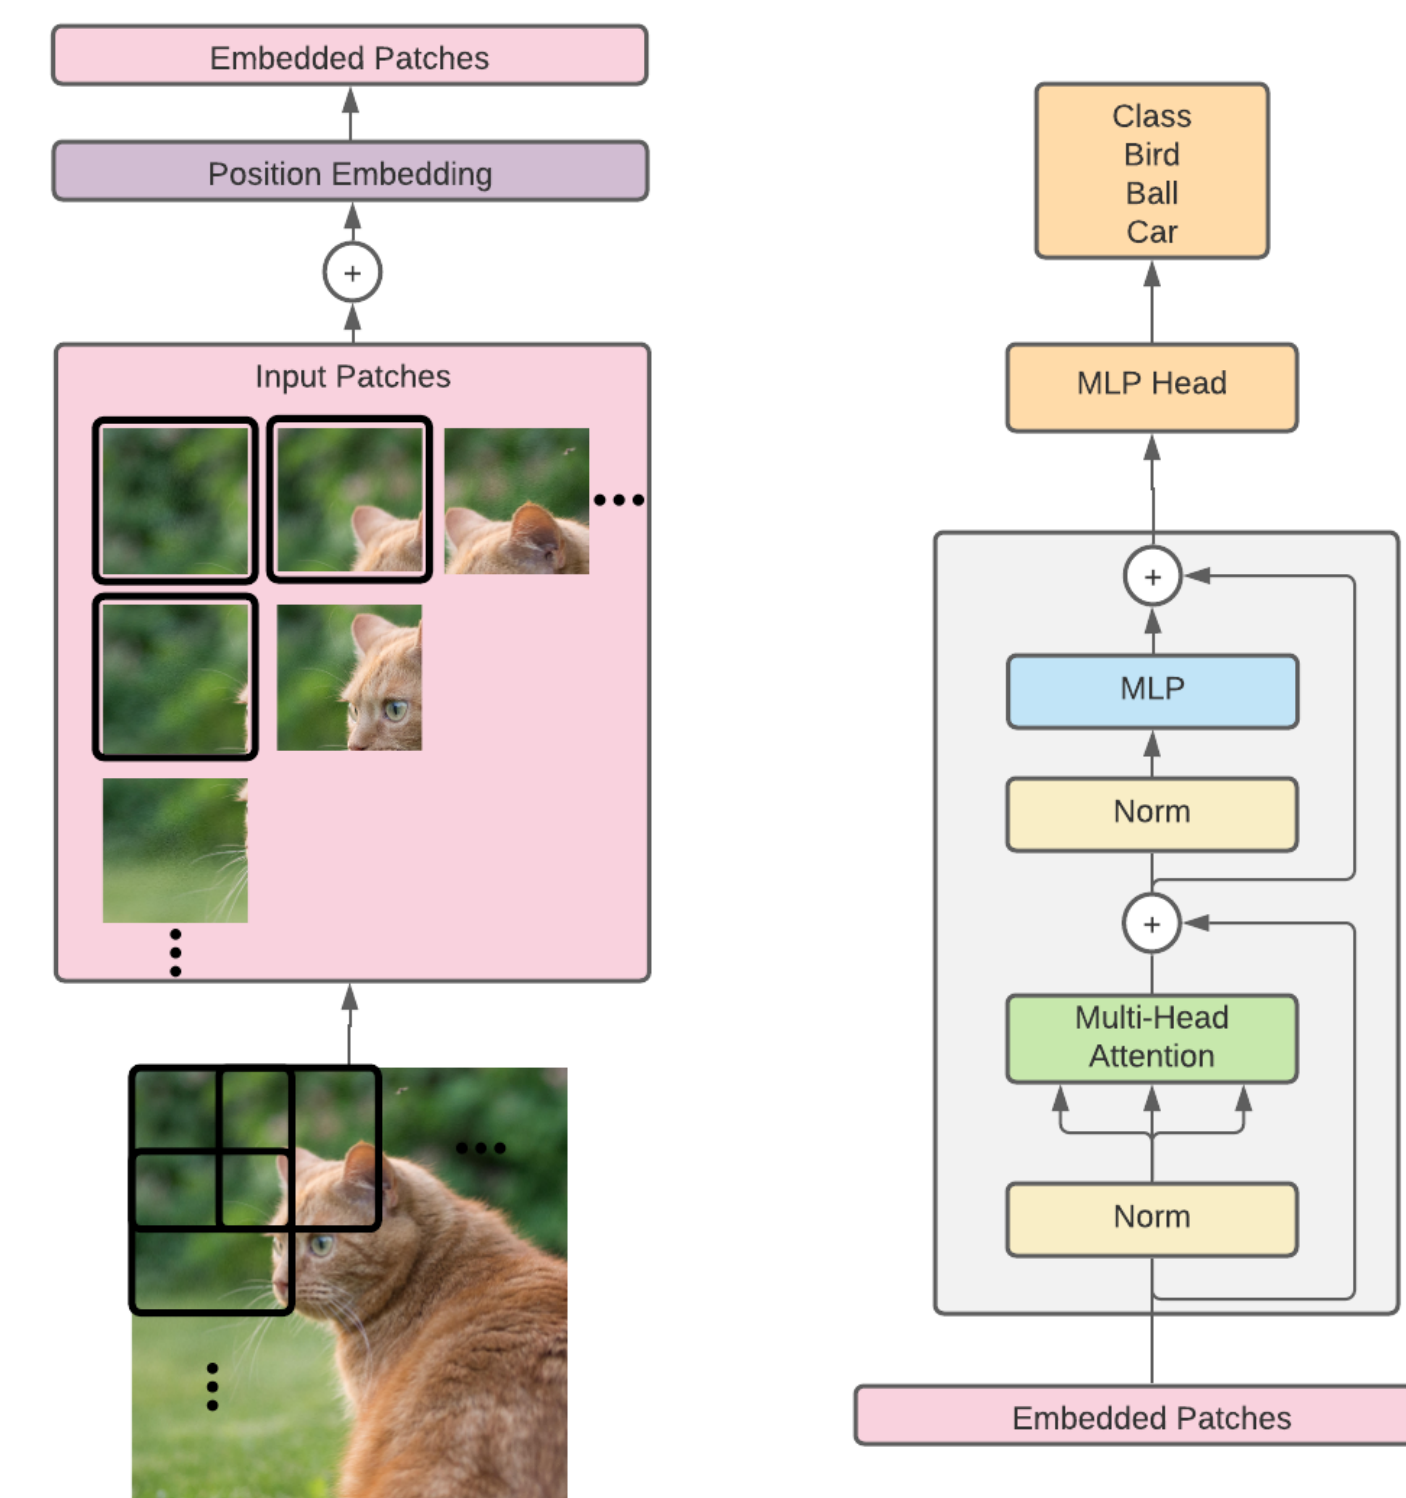 Embedded Patches
Position Embedding
+
Input Patches
Class
Bird
Ball
Car
MLP Head
+
MLP
Norm
+
Multi-Head
Attention
Norm
Embedded Patches